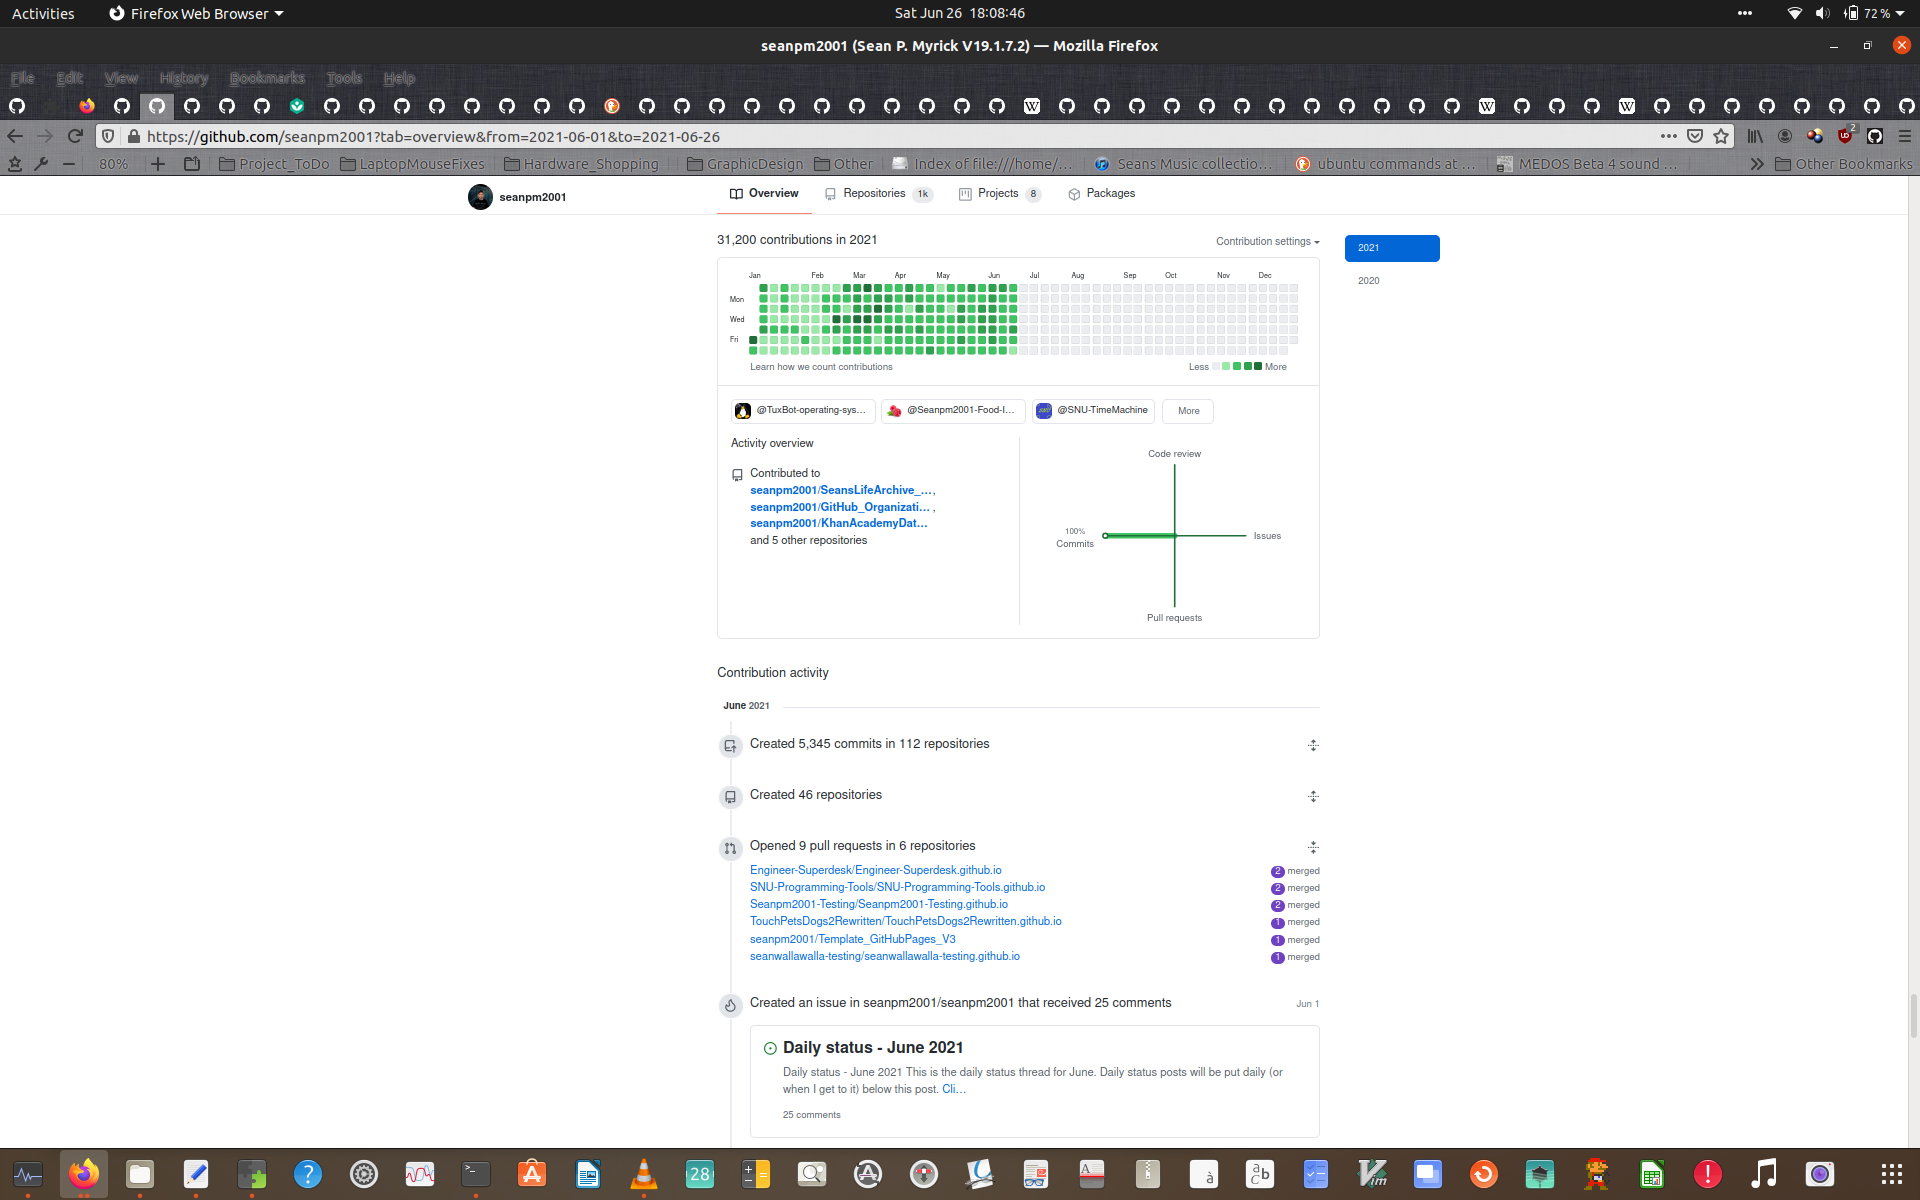 Activities
Firefox Web Browser
Sat Jun 26 18:08:46
72 %
seanpm2001 (Sean P. Myrick V19.1.7.2) — Mozilla Firefox
File Edit View History Bookmarks Tools Help
https://github.com/seanpm2001?tab=overview&from=2021-06-01&to=2021-06-26
2
80%
Project_ToDo
LaptopMouseFixes
Hardware_Shopping
GraphicDesign
Other
Index of file:///home/...
Seans Music collectio...
ubuntu commands at ...
MEDOS Beta 4 sound ...
Other Bookmarks
seanpm2001
Overview
Repositories 1k
Projects 8
Packages
31,200 contributions in 2021
Contribution settings
2021
2020
Jan Feb Mar Apr May Jun Jul Aug Sep Oct Nov Dec
Mon
Wed
Fri
Learn how we count contributions
Less
More
@TuxBot-operating-sys...
@Seanpm2001-Food-I...
@SNU-TimeMachine
More
Activity overview
Contributed to
seanpm2001/SeansLifeArchive_... ,
seanpm2001/GitHub_Organizati... ,
seanpm2001/KhanAcademyDat...
and 5 other repositories
Code review
100%
Commits
Issues
Pull requests
Contribution activity
June 2021
Created 5,345 commits in 112 repositories
Created 46 repositories
Opened 9 pull requests in 6 repositories
Engineer-Superdesk/Engineer-Superdesk.github.io 2 merged
SNU-Programming-Tools/SNU-Programming-Tools.github.io 2 merged
Seanpm2001-Testing/Seanpm2001-Testing.github.io 2 merged
TouchPetsDogs2Rewritten/TouchPetsDogs2Rewritten.github.io 1 merged
seanpm2001/Template_GitHubPages_V3 1 merged
seanwallawalla-testing/seanwallawalla-testing.github.io 1 merged
Created an issue in seanpm2001/seanpm2001 that received 25 comments
Jun 1
Daily status - June 2021
Daily status - June 2021 This is the daily status thread for June. Daily status posts will be put daily (or
when I get to it) below this post. Cli...
25 comments
28